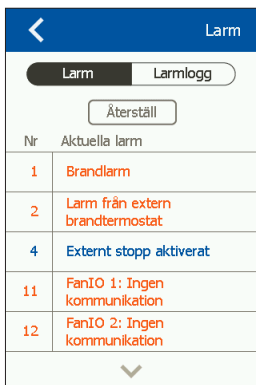 Larm
Larm Larmlogg
Återställ
Nr Aktuella larm
1 Brandlarm
2 Larm från extern
brandtermostat
4 Externt stopp aktiverat
11 FanIO 1: Ingen
kommunikation
12 FanIO 2: Ingen
kommunikation